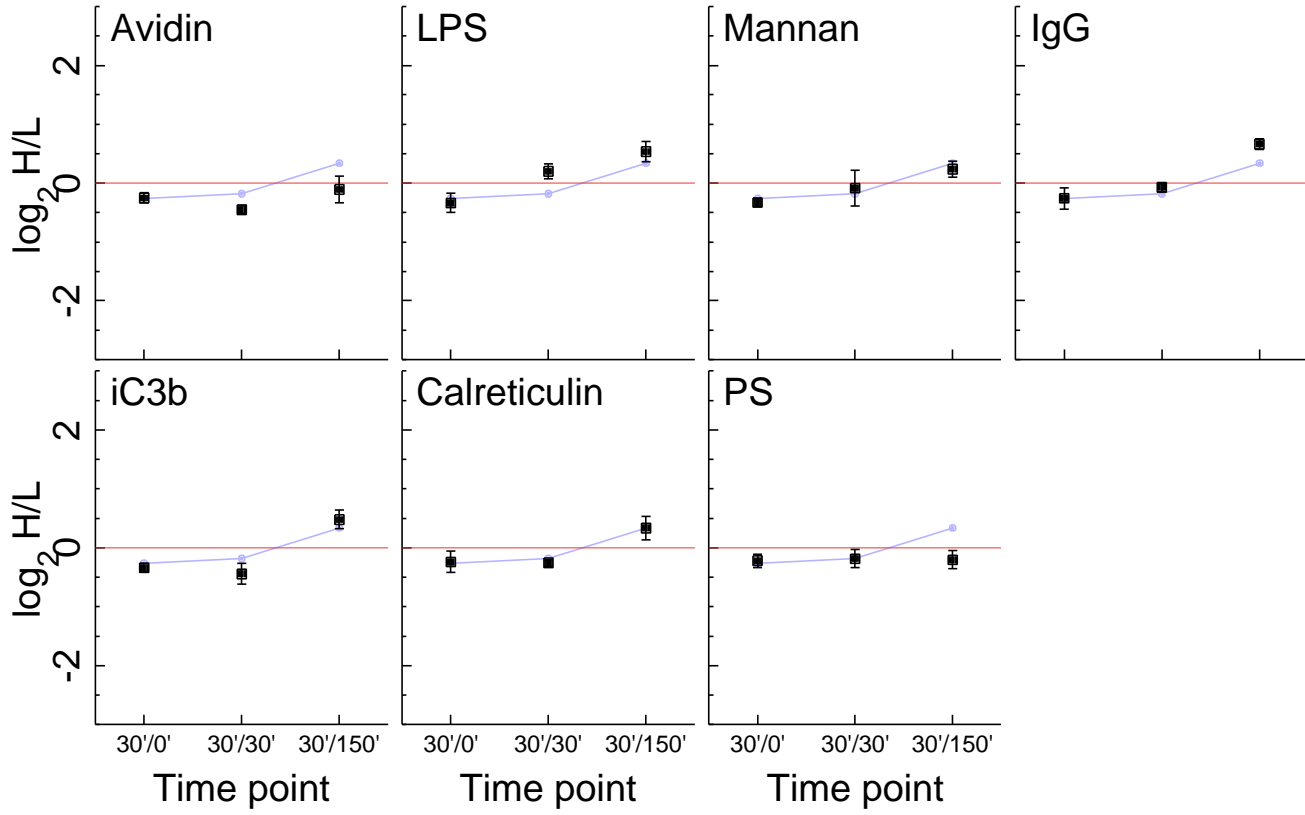 Avidin LPS Mannan IgG
2
0
-2
log2 H/L
iC3b Calreticulin PS
2
0
-2
log2 H/L
30'/0' 30'/30' 30'/150' 30'/0' 30'/30' 30'/150' 30'/0' 30'/30' 30'/150'
Time point Time point Time point